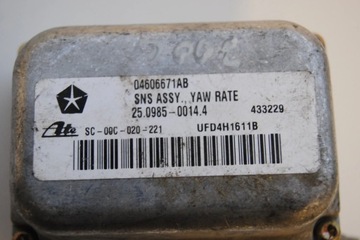 04606671AB
SNS ASSY., YAW RATE
25.0985-0014.4 433229
Ate SC-00C-020-221 UFD4H1611B